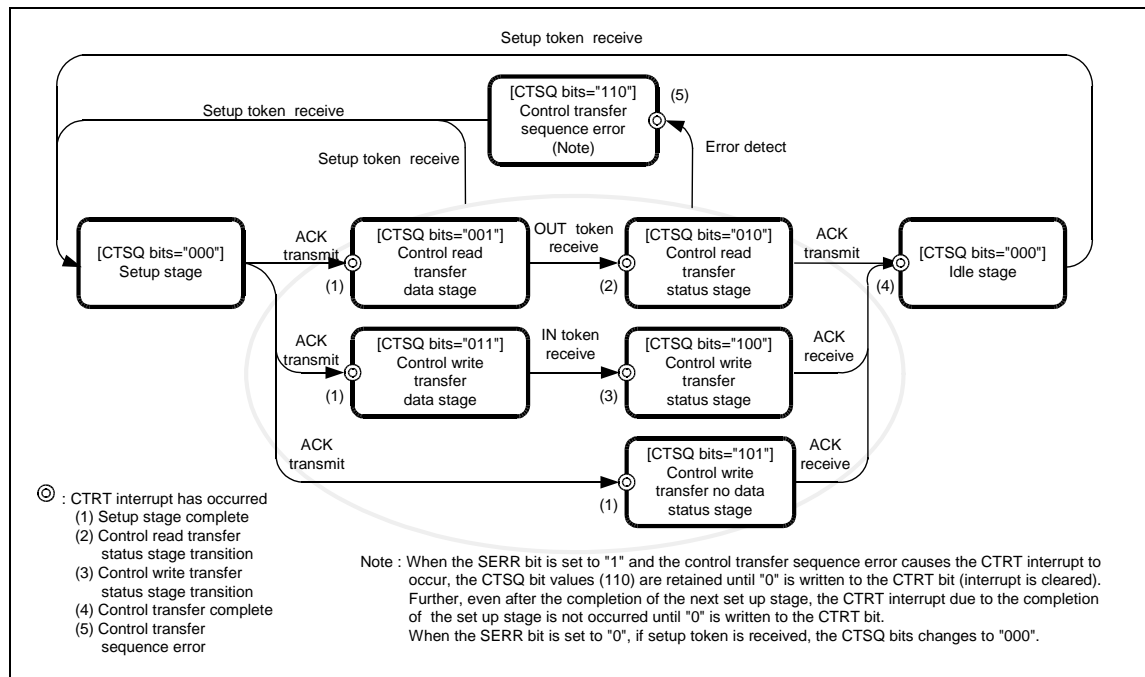 Setup token receive
[CTSQ bits="110"]
Control transfer
sequence error
(Note)
(5)
Setup token receive
Setup token receive
Error detect
[CTSQ bits="000"]
Setup stage
ACK
transmit
(1)
[CTSQ bits="001"]
Control read
transfer
data stage
OUT token
receive
(2)
[CTSQ bits="010"]
Control read
transfer
status stage
ACK
transmit
(4)
[CTSQ bits="000"]
Idle stage
ACK
transmit
(1)
[CTSQ bits="011"]
Control write
transfer
data stage
IN token
receive
(3)
[CTSQ bits="100"]
Control write
transfer
status stage
ACK
receive
ACK
transmit
(1)
[CTSQ bits="101"]
Control write
transfer no data
status stage
ACK
receive
: CTRT interrupt has occurred
(1) Setup stage complete
(2) Control read transfer
status stage transition
(3) Control write transfer
status stage transition
(4) Control transfer complete
(5) Control transfer
sequence error
Note : When the SERR bit is set to "1" and the control transfer sequence error causes the CTRT interrupt to
occur, the CTSQ bit values (110) are retained until "0" is written to the CTRT bit (interrupt is cleared).
Further, even after the completion of the next set up stage, the CTRT interrupt due to the completion
of the set up stage is not occurred until "0" is written to the CTRT bit.
When the SERR bit is set to "0", if setup token is received, the CTSQ bits changes to "000".